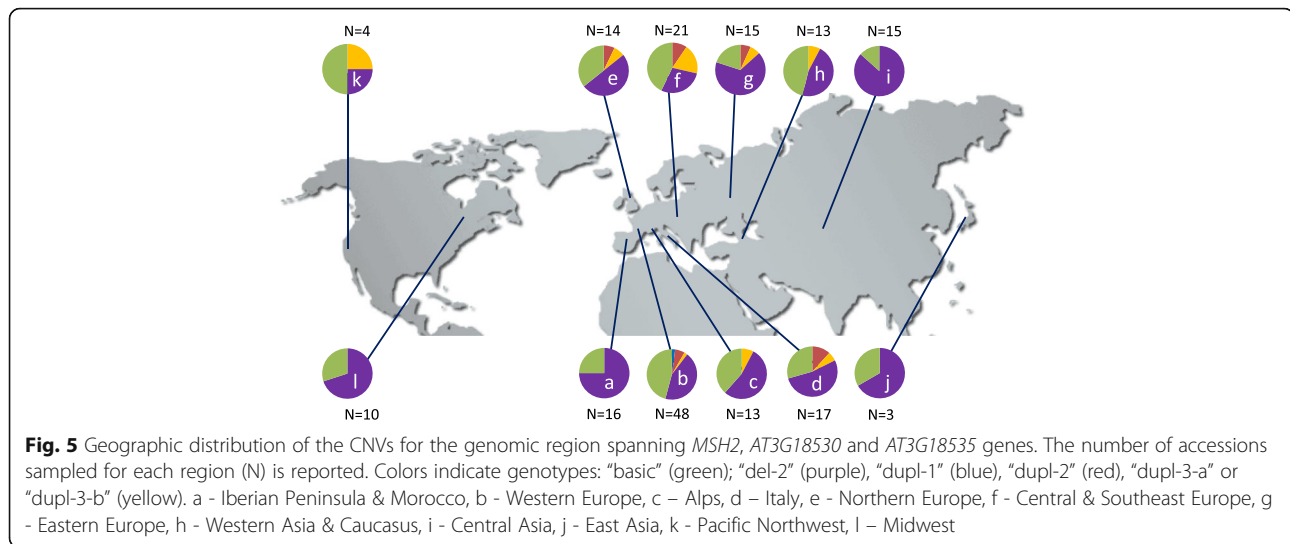 N=4
N=14
N=21
N=15
N=13
N=15
k
e
f
g
h
i
l
a
b
c
d
j
N=10
N=16
N=48
N=13
N=17
N=3
Fig. 5 Geographic distribution of the CNVs for the genomic region spanning MSH2, AT3G18530 and AT3G18535 genes. The number of accessions
sampled for each region (N) is reported. Colors indicate genotypes: “basic” (green); “del-2” (purple), “dupl-1” (blue), “dupl-2” (red), “dupl-3-a” or
“dupl-3-b” (yellow). a - Iberian Peninsula & Morocco, b - Western Europe, c – Alps, d – Italy, e - Northern Europe, f - Central & Southeast Europe, g
- Eastern Europe, h - Western Asia & Caucasus, i - Central Asia, j - East Asia, k - Pacific Northwest, l – Midwest